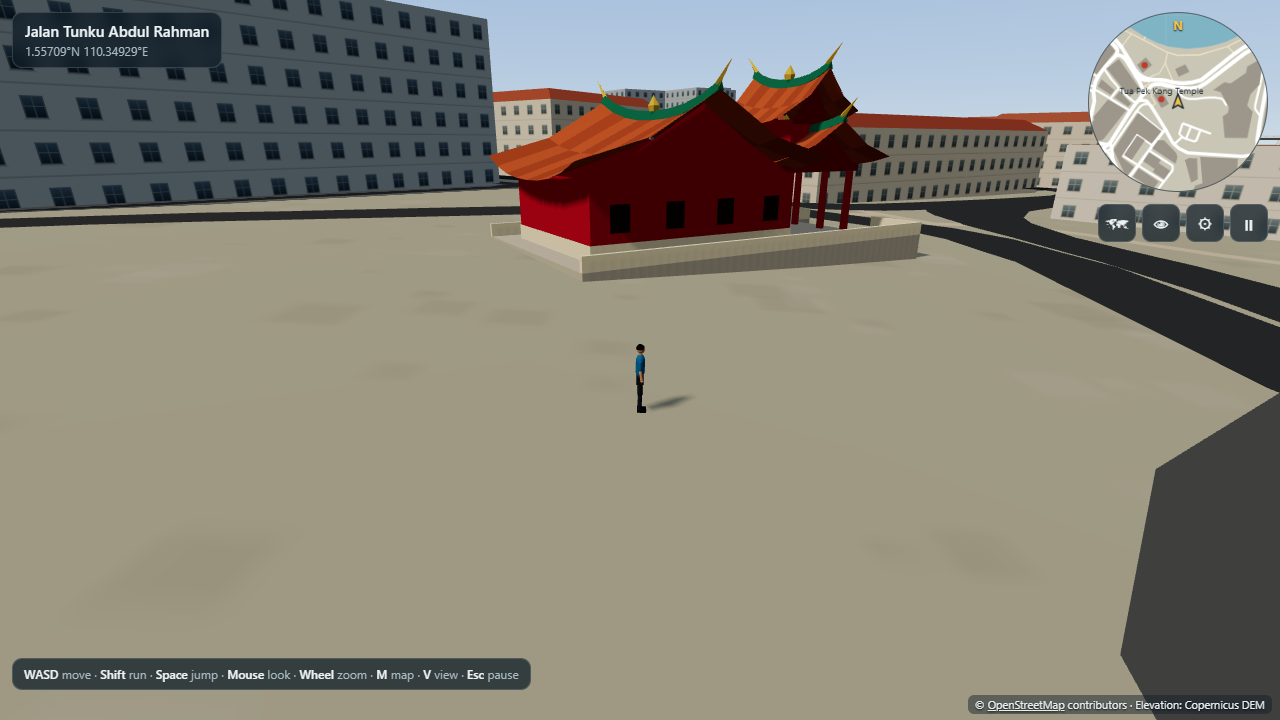 Jalan Tunku Abdul Rahman
1.55709°N 110.34929°E
N
Tua Pek Kong Temple
WASD move · Shift run · Space jump · Mouse look · Wheel zoom · M map · V view · Esc pause
© OpenStreetMap contributors · Elevation: Copernicus DEM